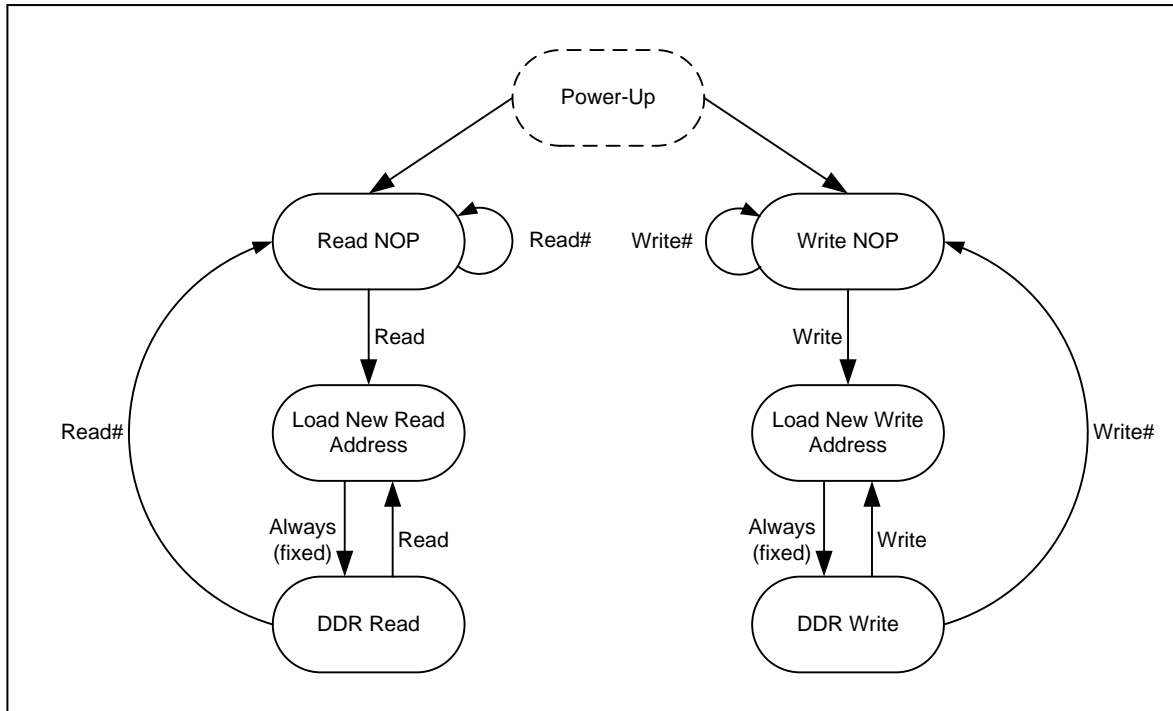 Power-Up
Read NOP
Read#
Write#
Write NOP
Read
Write
Load New Read
Address
Load New Write
Address
Read#
Write#
Always
(fixed)
Read
Always
(fixed)
Write
DDR Read
DDR Write